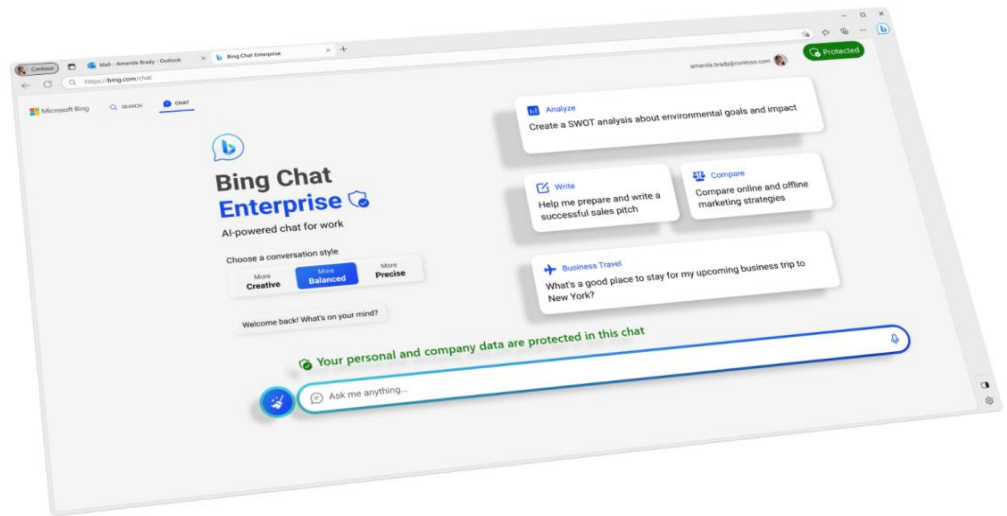 Contoso
Mail - Amanda Brady - Outlook
Bing Chat Enterprise
https://bing.com/chat
Microsoft Bing
SEARCH
CHAT
amanda.brady@contoso.com
Protected
Bing Chat
Enterprise
AI-powered chat for work
Choose a conversation style
More
Creative
More
Balanced
More
Precise
Welcome back! What's on your mind?
Analyze
Create a SWOT analysis about environmental goals and impact
Write
Help me prepare and write a
successful sales pitch
Compare
Compare online and offline
marketing strategies
Business Travel
What's a good place to stay for my upcoming business trip to
New York?
Your personal and company data are protected in this chat
Ask me anything...